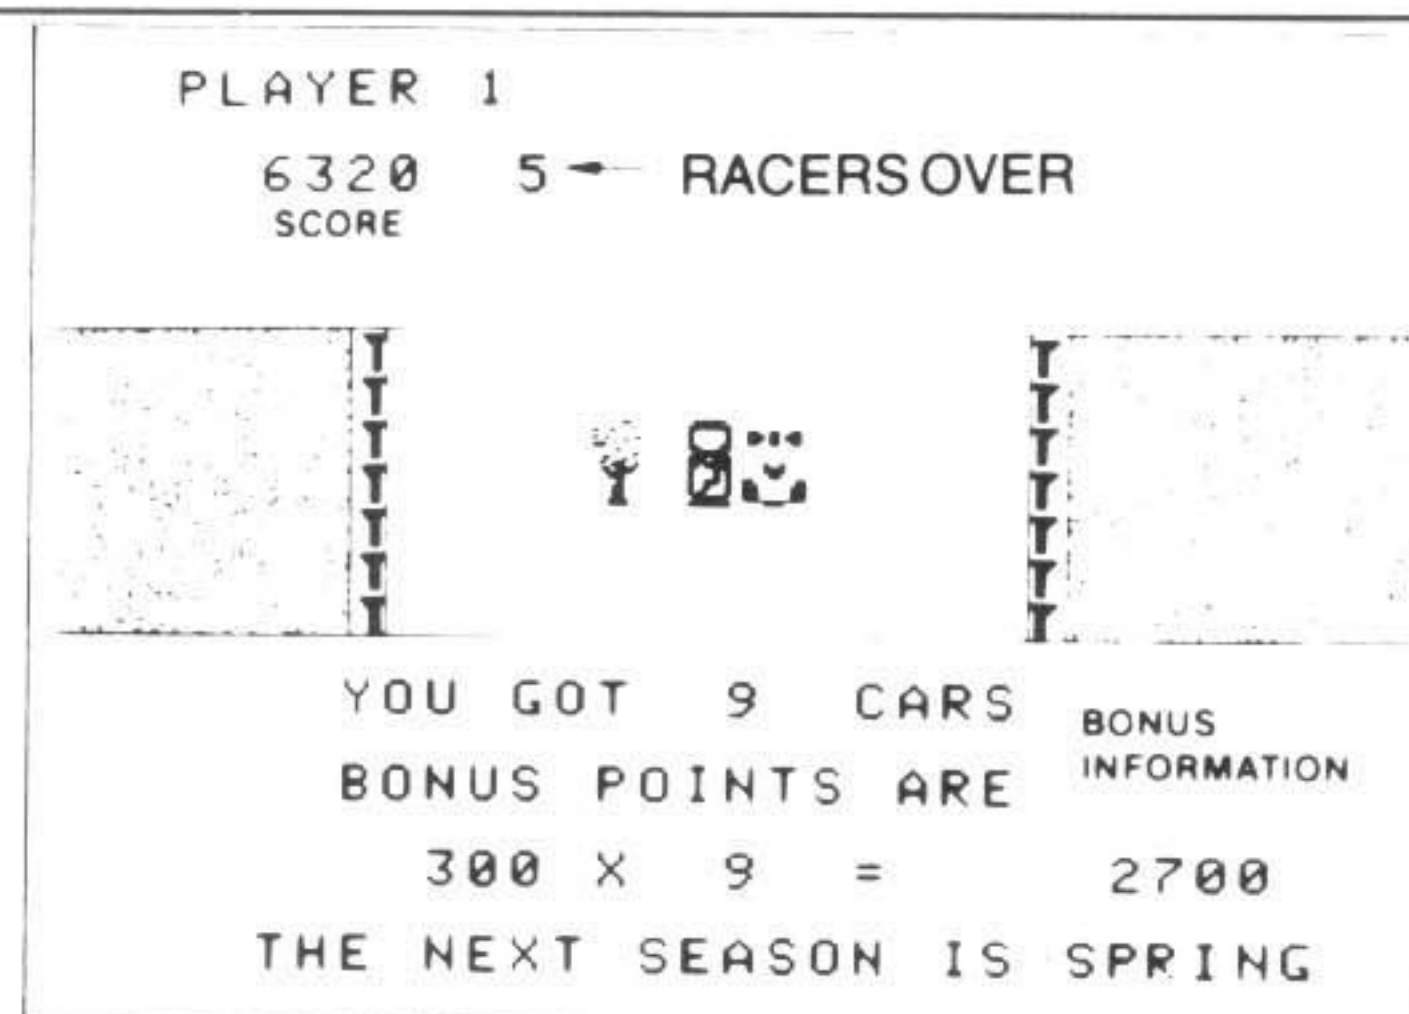 PLAYER 1
6320 5 ← RACERS OVER
SCORE
YOU GOT 9 CARS
BONUS
INFORMATION
BONUS POINTS ARE
300 X 9 = 2700
THE NEXT SEASON IS SPRING